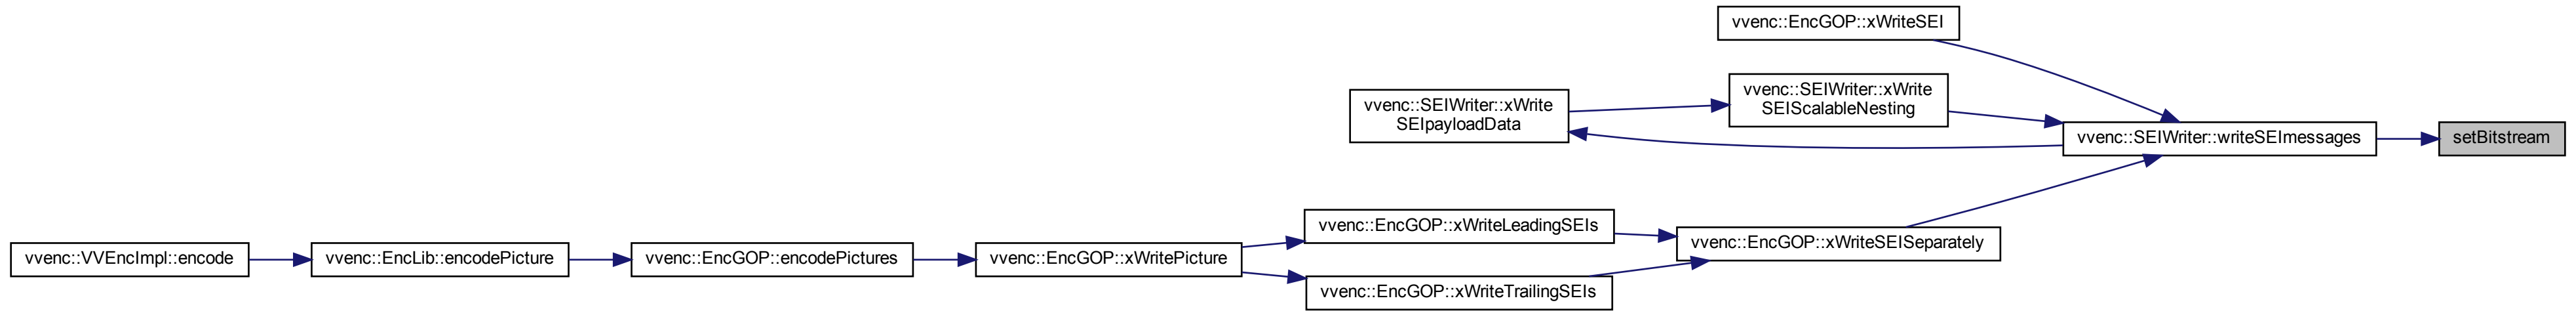 vvenc::EncGOP::xWriteSEI
vvenc::SEIWriter::xWrite
SEIScalableNesting
vvenc::SEIWriter::xWrite
SEIpayloadData
vvenc::SEIWriter::writeSEImessages
setBitstream
vvenc::EncGOP::xWriteLeadingSEIs
vvenc::EncGOP::xWriteSEISeparately
vvenc::VVEncImpl::encode
vvenc::EncLib::encodePicture
vvenc::EncGOP::encodePictures
vvenc::EncGOP::xWritePicture
vvenc::EncGOP::xWriteTrailingSEIs